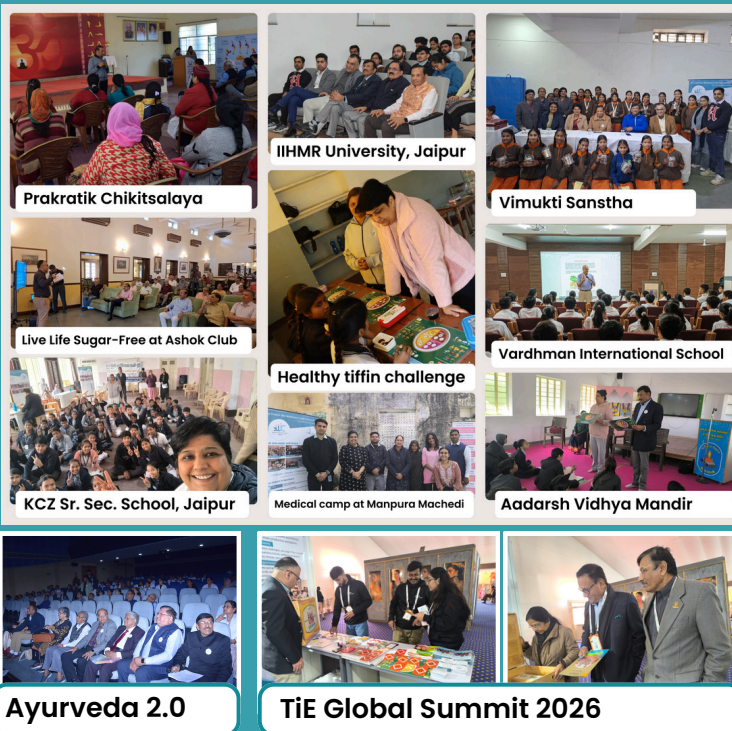 Prakratik Chikitsalaya
IIHMR University, Jaipur
Vimukti Sanstha
Live Life Sugar-Free at Ashok Club
Healthy tiffin challenge
Vardhman International School
KCZ Sr. Sec. School, Jaipur
Medical camp at Manpura Machedi
Aadarsh Vidhya Mandir
Ayurveda 2.0
TiE Global Summit 2026